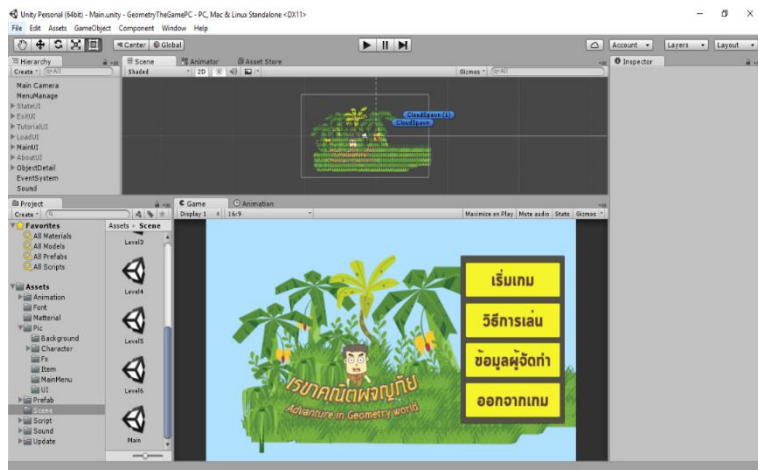 Unity Personal (64bit) - Main.unity - GeometryTheGamePC - PC, Mac & Linux Standalone <DX11>
File Edit Assets GameObject Component Window Help
Center Global
Account Layers Layout
Hierarchy
Create All
Main Camera
MenuManage
StateUI
ExitUI
TutorialUI
LoadUI
MainUI
AboutUI
ObjectDetail
EventSystem
Sound
Scene Animator Asset Store
Shaded 2D Gizmos All
CloudSpawn (1)
CloudSpawn
Inspector
Project
Create
Favorites
All Materials
All Models
All Prefabs
All Scripts
Assets
Animation
Font
Matterial
Pic
Background
Character
Fx
Item
MainMenu
UI
Prefab
Scene
Script
Sound
Update
Assets Scene
Level3
Level4
Level5
Level6
Main
Game Animation
Display 1 16:9 Maximize on Play Mute audio Stats Gizmos
เรขาคณิตผจญภัย
Adventure in Geometry world
เริ่มเกม
วิธีการเล่น
ข้อมูลผู้จัดทำ
ออกจากเกม